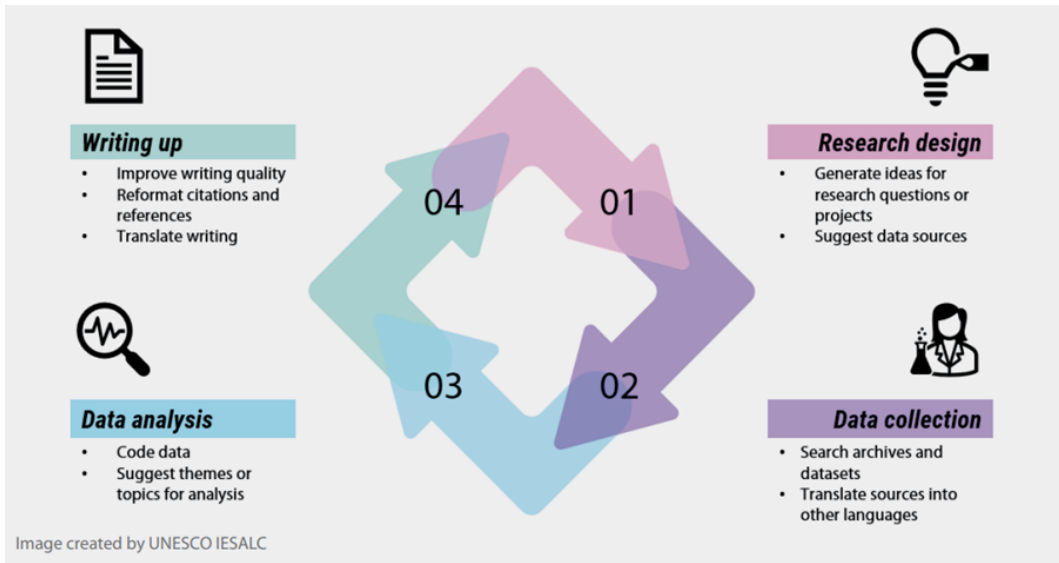 Writing up
• Improve writing quality
• Reformat citations and
references
• Translate writing
Research design
• Generate ideas for
research questions or
projects
• Suggest data sources
04
01
03
02
Data analysis
• Code data
• Suggest themes or
topics for analysis
Data collection
• Search archives and
datasets
• Translate sources into
other languages
Image created by UNESCO IESALC